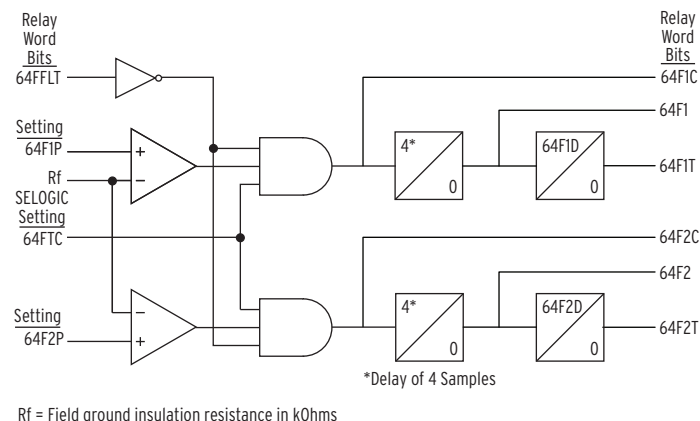 Relay
Word
Bits
64FFLT
Setting
64F1P
Rf
SELOGIC
Setting
64FTC
Setting
64F2P
+
−
−
+
4*
0
64F1D
0
4*
0
64F2D
0
*Delay of 4 Samples
Relay
Word
Bits
64F1C
64F1
64F1T
64F2C
64F2
64F2T
Rf = Field ground insulation resistance in kOhms